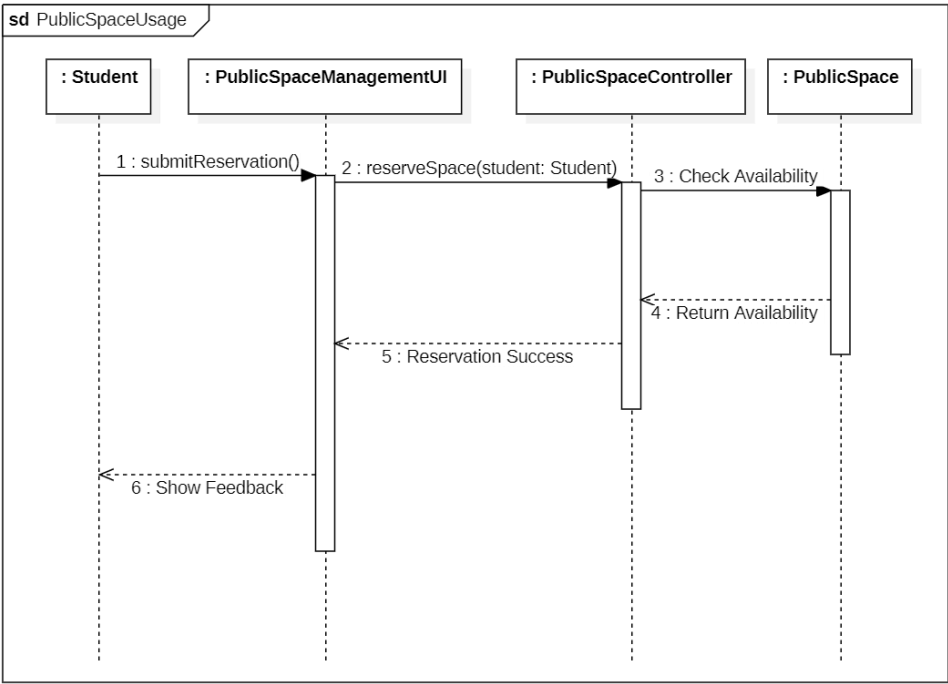 sd PublicSpaceUsage
: Student
: PublicSpaceManagementUI
: PublicSpaceController
: PublicSpace
1 : submitReservation()
2 : reserveSpace(student: Student)
3 : Check Availability
4 : Return Availability
5 : Reservation Success
6 : Show Feedback